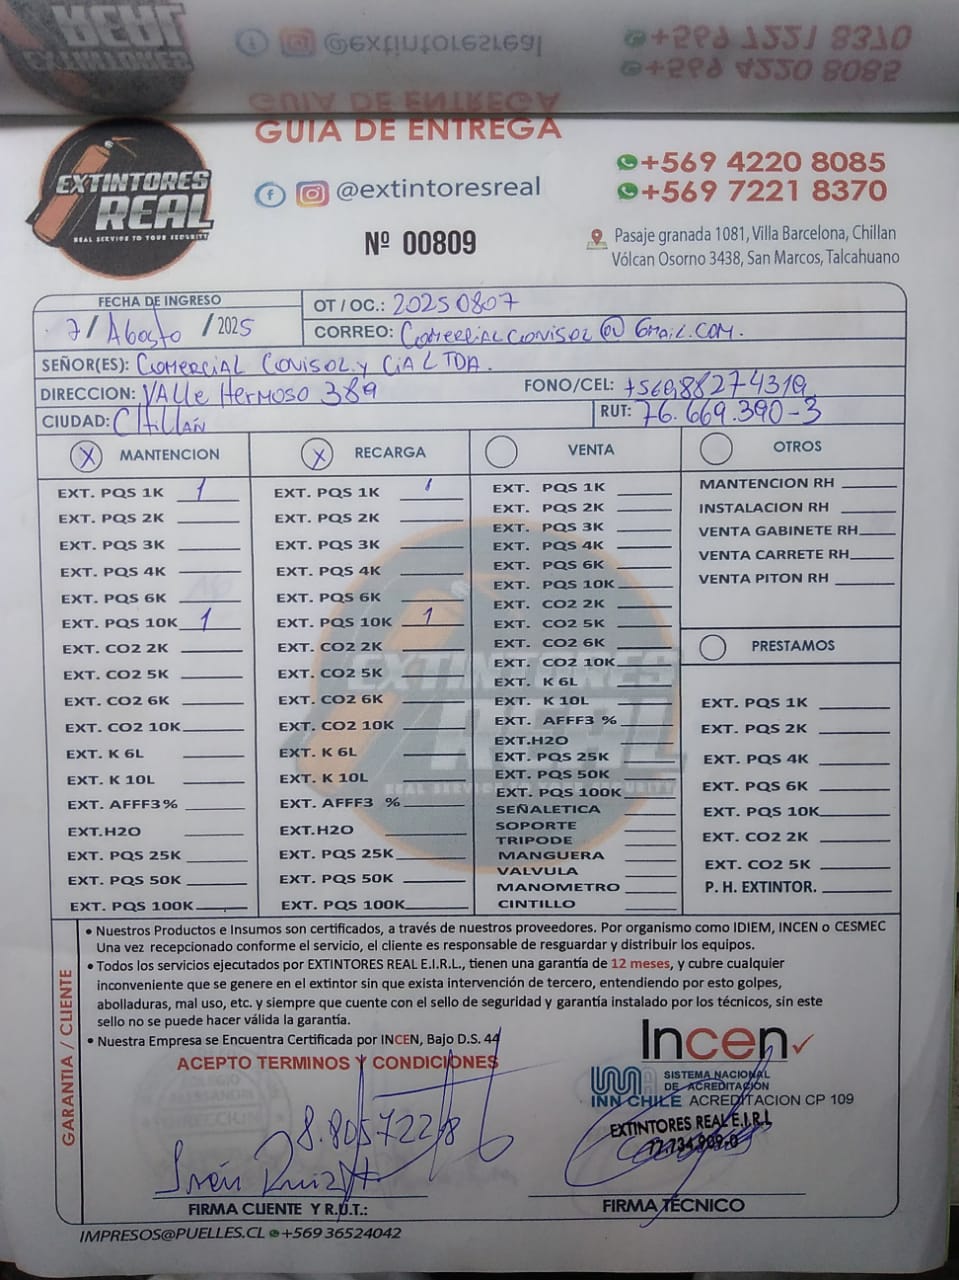 @extintoresreal
+569 7221 8370
+569 4220 8085
GUIA DE ENTREGA
EXTINTORES
REAL
REAL SERVICE TO YOUR SECURITY
@extintoresreal
Nº 00809
+569 4220 8085
+569 7221 8370
Pasaje granada 1081, Villa Barcelona, Chillan
Vólcan Osorno 3438, San Marcos, Talcahuano
FECHA DE INGRESO
7 / Agosto / 2025
OT / OC.: 20250807
CORREO: Comercialcovisol@Gmail.com.
SEÑOR(ES): Comercial Covisol y Cia LTDA.
DIRECCION: Valle Hermoso 389
FONO/CEL: +56988274319
CIUDAD: Chillán
RUT: 76.669.390-3
X MANTENCION
EXT. PQS 1K 1
EXT. PQS 2K
EXT. PQS 3K
EXT. PQS 4K
EXT. PQS 6K
EXT. PQS 10K 1
EXT. CO2 2K
EXT. CO2 5K
EXT. CO2 6K
EXT. CO2 10K
EXT. K 6L
EXT. K 10L
EXT. AFFF3%
EXT.H2O
EXT. PQS 25K
EXT. PQS 50K
EXT. PQS 100K
X RECARGA
EXT. PQS 1K 1
EXT. PQS 2K
EXT. PQS 3K
EXT. PQS 4K
EXT. PQS 6K
EXT. PQS 10K 1
EXT. CO2 2K
EXT. CO2 5K
EXT. CO2 6K
EXT. CO2 10K
EXT. K 6L
EXT. K 10L
EXT. AFFF3 %
EXT.H2O
EXT. PQS 25K
EXT. PQS 50K
EXT. PQS 100K
VENTA
EXT. PQS 1K
EXT. PQS 2K
EXT. PQS 3K
EXT. PQS 4K
EXT. PQS 6K
EXT. PQS 10K
EXT. CO2 2K
EXT. CO2 5K
EXT. CO2 6K
EXT. CO2 10K
EXT. K 6L
EXT. K 10L
EXT. AFFF3 %
EXT.H2O
EXT. PQS 25K
EXT. PQS 50K
EXT. PQS 100K
SEÑALETICA
SOPORTE
TRIPODE
MANGUERA
VALVULA
MANOMETRO
CINTILLO
OTROS
MANTENCION RH
INSTALACION RH
VENTA GABINETE RH
VENTA CARRETE RH
VENTA PITON RH
PRESTAMOS
EXT. PQS 1K
EXT. PQS 2K
EXT. PQS 4K
EXT. PQS 6K
EXT. PQS 10K
EXT. CO2 2K
EXT. CO2 5K
P. H. EXTINTOR.
GARANTIA / CLIENTE
• Nuestros Productos e Insumos son certificados, a través de nuestros proveedores. Por organismo como IDIEM, INCEN o CESMEC
Una vez recepcionado conforme el servicio, el cliente es responsable de resguardar y distribuir los equipos.
• Todos los servicios ejecutados por EXTINTORES REAL E.I.R.L., tienen una garantía de 12 meses, y cubre cualquier
inconveniente que se genere en el extintor sin que exista intervención de tercero, entendiendo por esto golpes,
abolladuras, mal uso, etc. y siempre que cuente con el sello de seguridad y garantía instalado por los técnicos, sin este
sello no se puede hacer válida la garantía.
• Nuestra Empresa se Encuentra Certificada por INCEN, Bajo D.S. 44
ACEPTO TERMINOS Y CONDICIONES
Incen
SISTEMA NACIONAL
DE ACREDITACIÓN
INN CHILE ACREDITACION CP 109
EXTINTORES REAL E.I.R.L
77.734.909-0
Iván Ruiz
FIRMA CLIENTE Y R.U.T.:
FIRMA TÉCNICO
IMPRESOS@PUELLES.CL +569 36524042